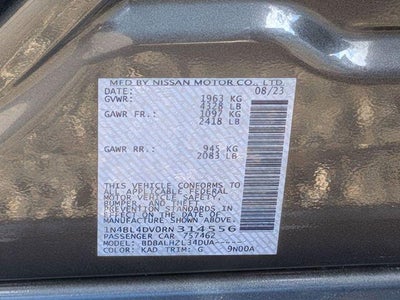 MFD BY NISSAN MOTOR CO., LTD.
DATE: 08/23
GVWR: 1963 KG
4328 LB
GAWR FR: 1097 KG
2418 LB
GAWR RR: 945 KG
2083 LB
THIS VEHICLE CONFORMS TO
ALL APPLICABLE FEDERAL
MOTOR VEHICLE SAFETY,
BUMPER, AND THEFT
PREVENTION STANDARDS IN
EFFECT ON THE DATE OF
MANUFACTURE SHOWN ABOVE.
1N4BL4DV0RN314556
PASSENGER CAR 757462
MODEL: BDBALHZL34DUA-----
COLOR: KAD TRIM: G 9N00A